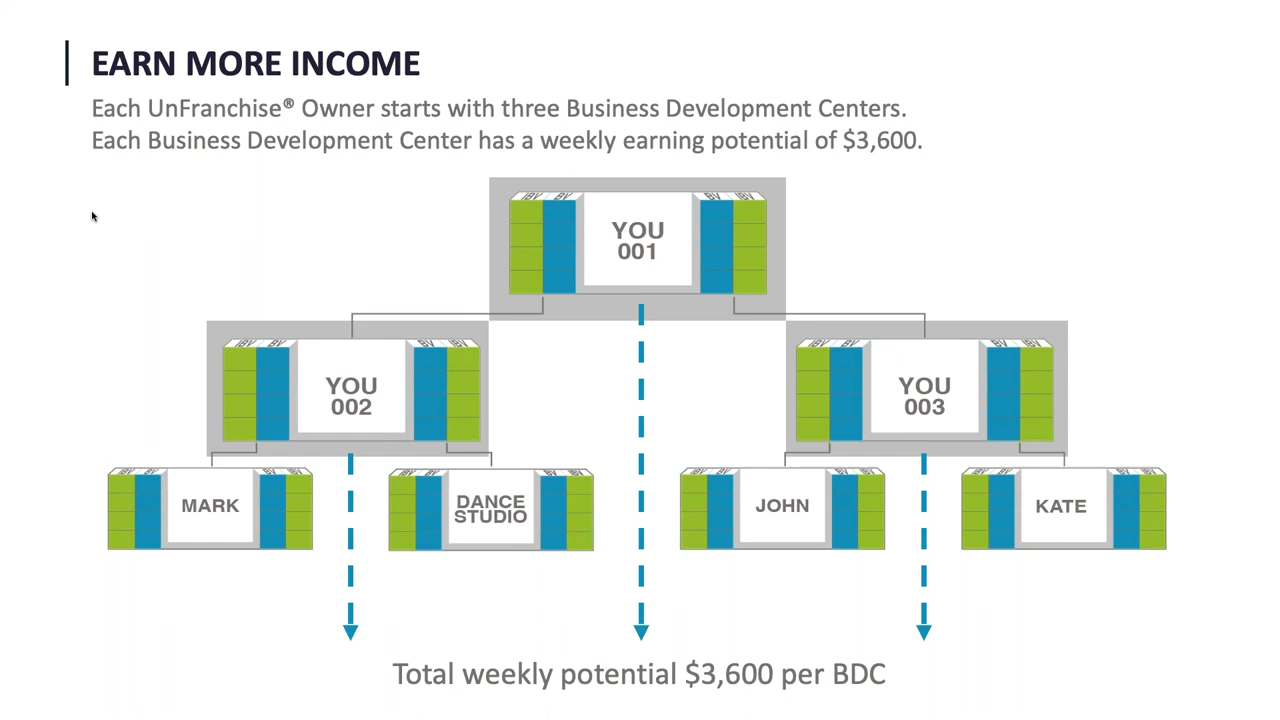 EARN MORE INCOME
Each UnFranchise® Owner starts with three Business Development Centers.
Each Business Development Center has a weekly earning potential of $3,600.
YOU
001
YOU
002
YOU
003
MARK
DANCE
STUDIO
JOHN
KATE
Total weekly potential $3,600 per BDC